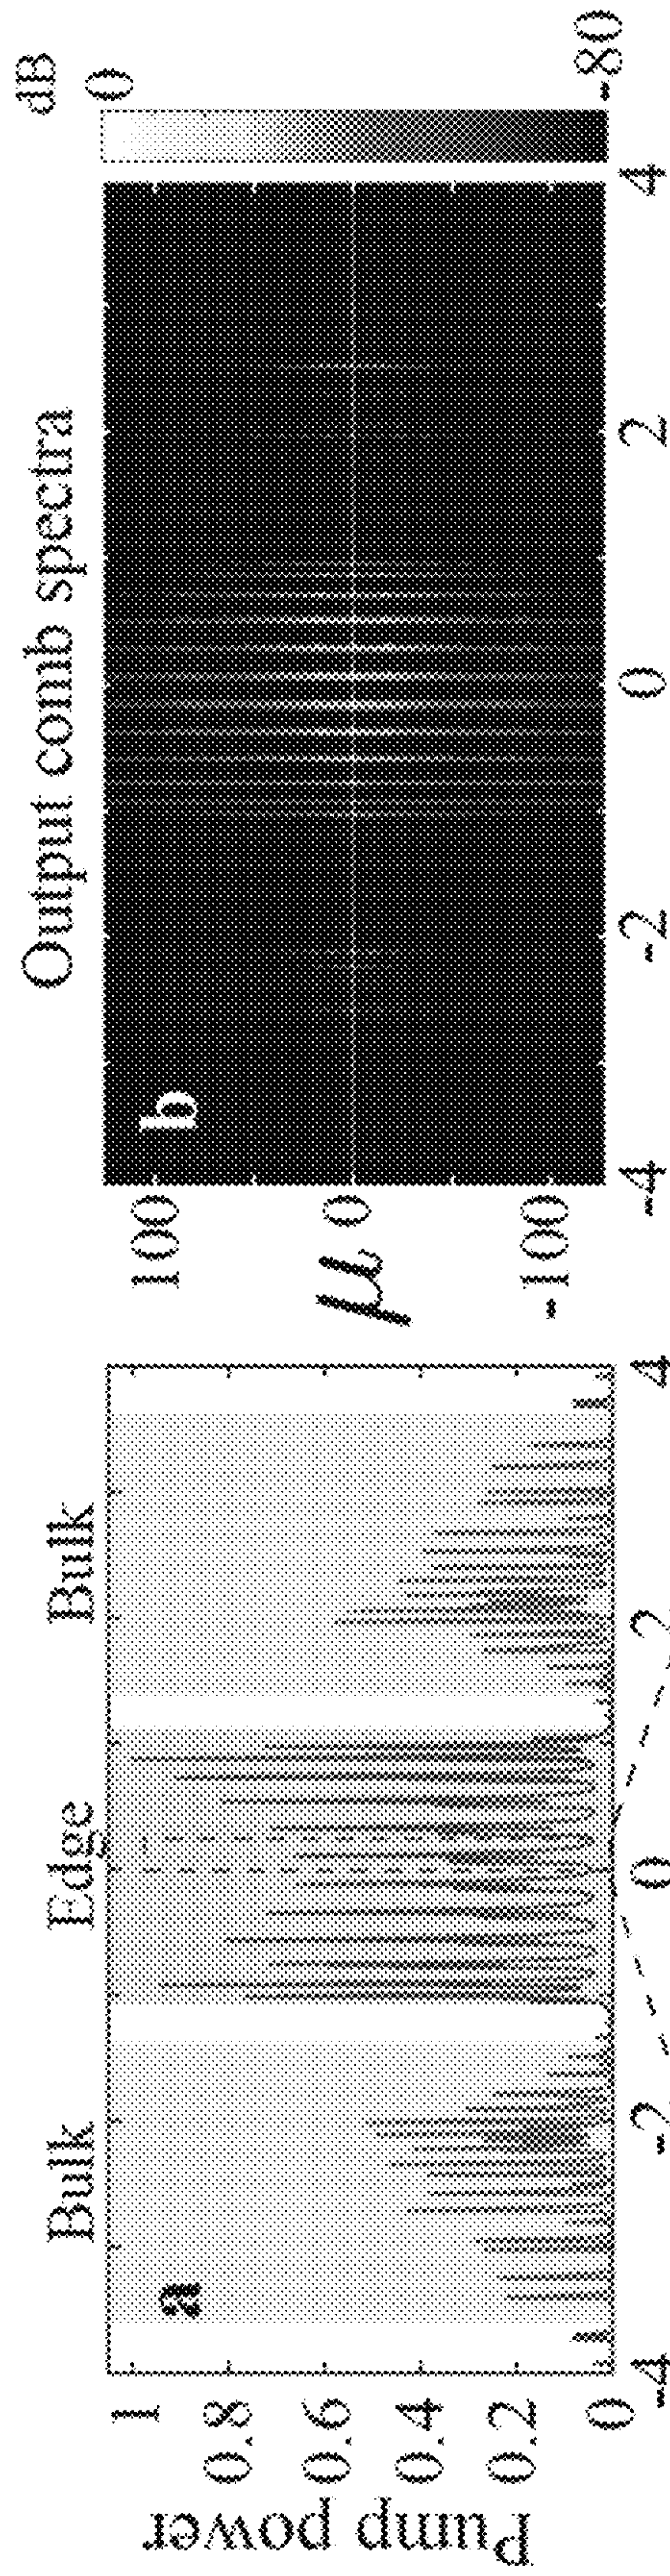 Bulk Edge Bulk
a
Pump power
1
0.8
0.6
0.4
0.2
0
-4 -2 0 2 4
Output comb spectra
dB
b
μ
100
0
-100
0
-80
-4 -2 0 2 4